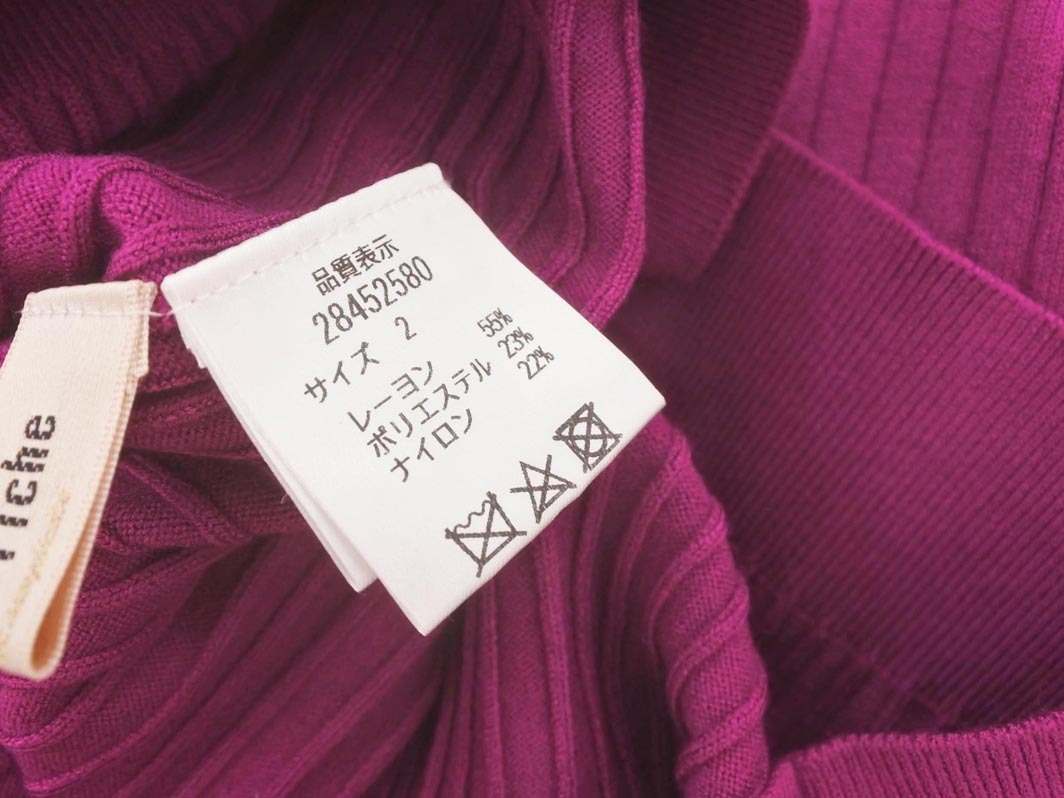 品質表示
28452580
サイズ 2
レーヨン 55%
ポリエステル 23%
ナイロン 22%